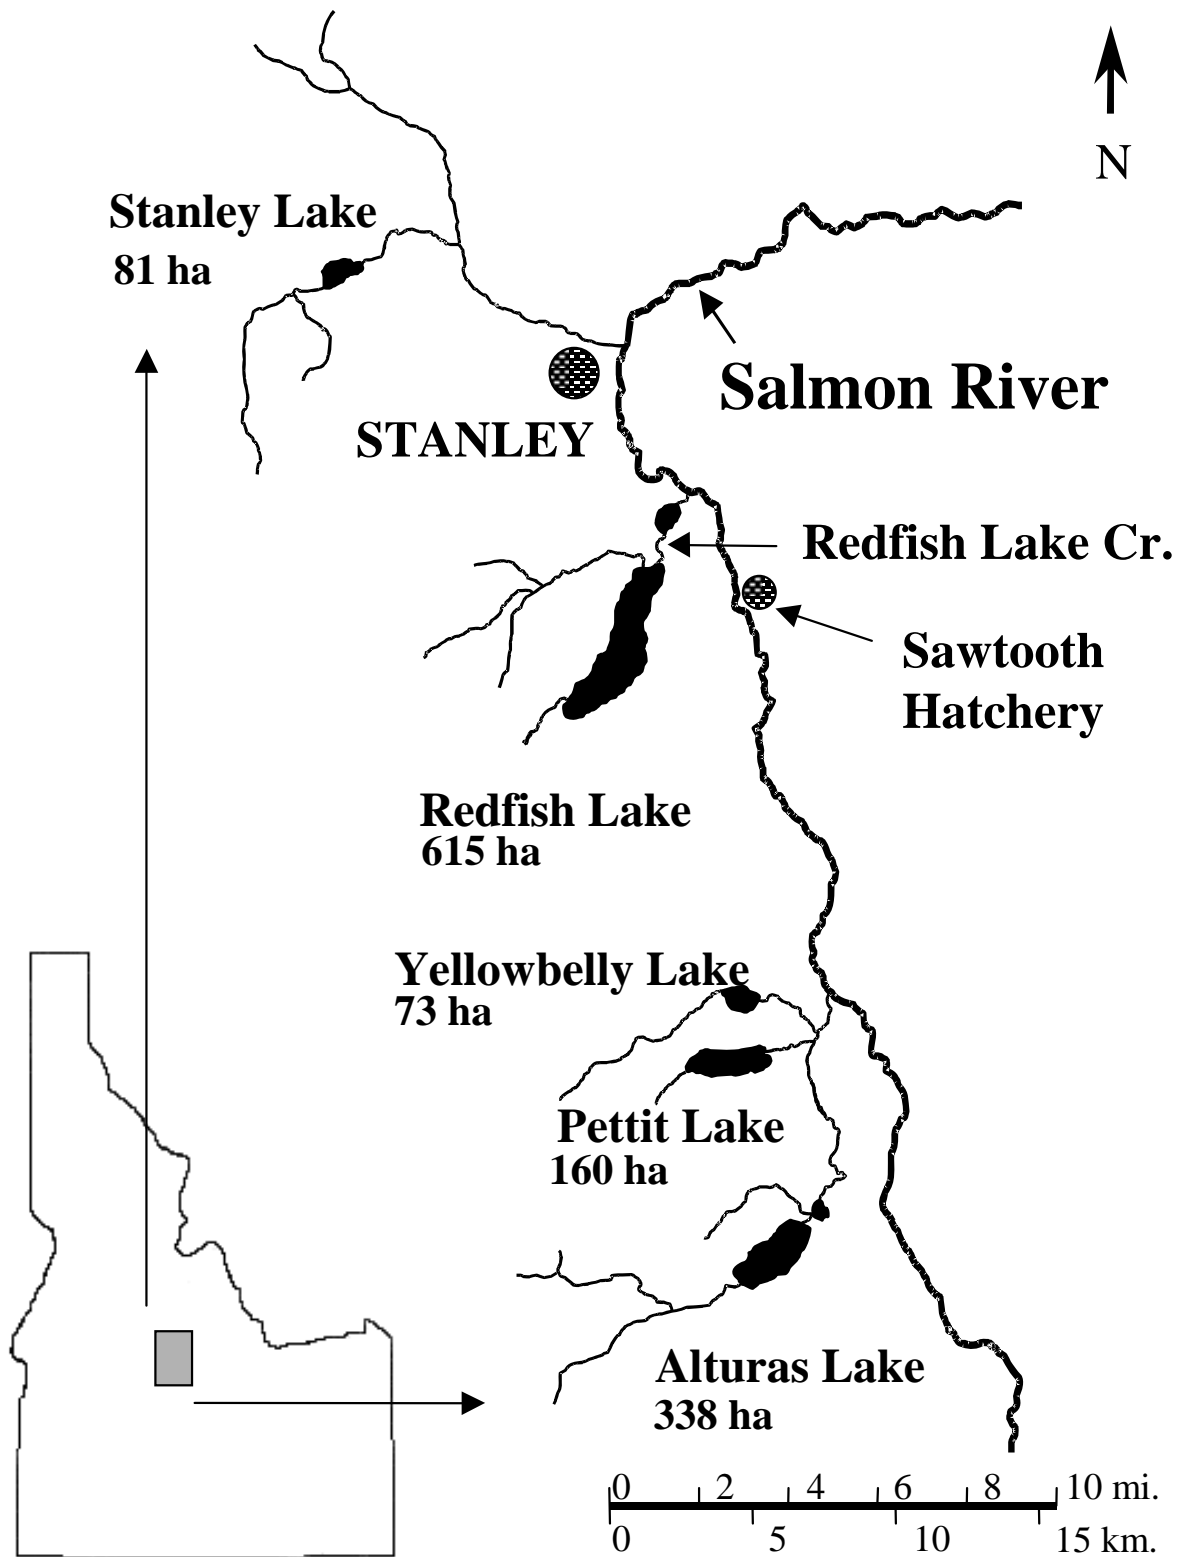 N
Stanley Lake
81 ha
Salmon River
STANLEY
Redfish Lake Cr.
Sawtooth
Hatchery
Redfish Lake
615 ha
Yellowbelly Lake
73 ha
Pettit Lake
160 ha
Alturas Lake
338 ha
0 2 4 6 8 10 mi.
0 5 10 15 km.